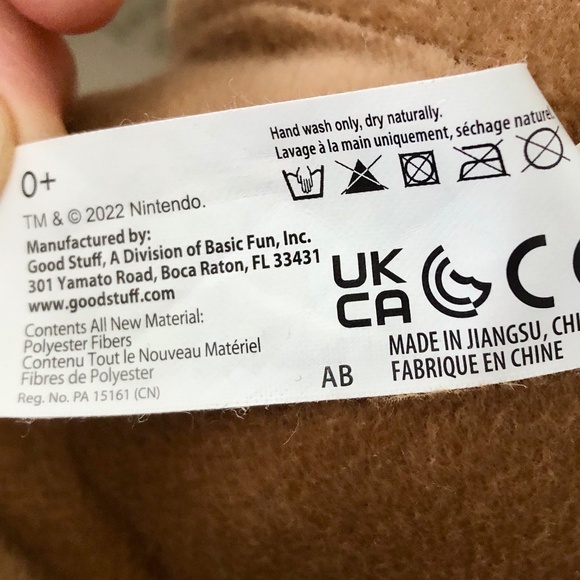 Hand wash only, dry naturally.
Lavage à la main uniquement, séchage
0+
TM & © 2022 Nintendo.
Manufactured by:
Good Stuff, A Division of Basic Fun, Inc.
301 Yamato Road, Boca Raton, FL 33431
www.goodstuff.com
Contents All New Material:
Polyester Fibers
Contenu Tout le Nouveau Matériel
Fibres de Polyester
Reg. No. PA 15161 (CN)
UK
CA
C
AB
MADE IN JIANGSU,
FABRIQUE EN CHINE